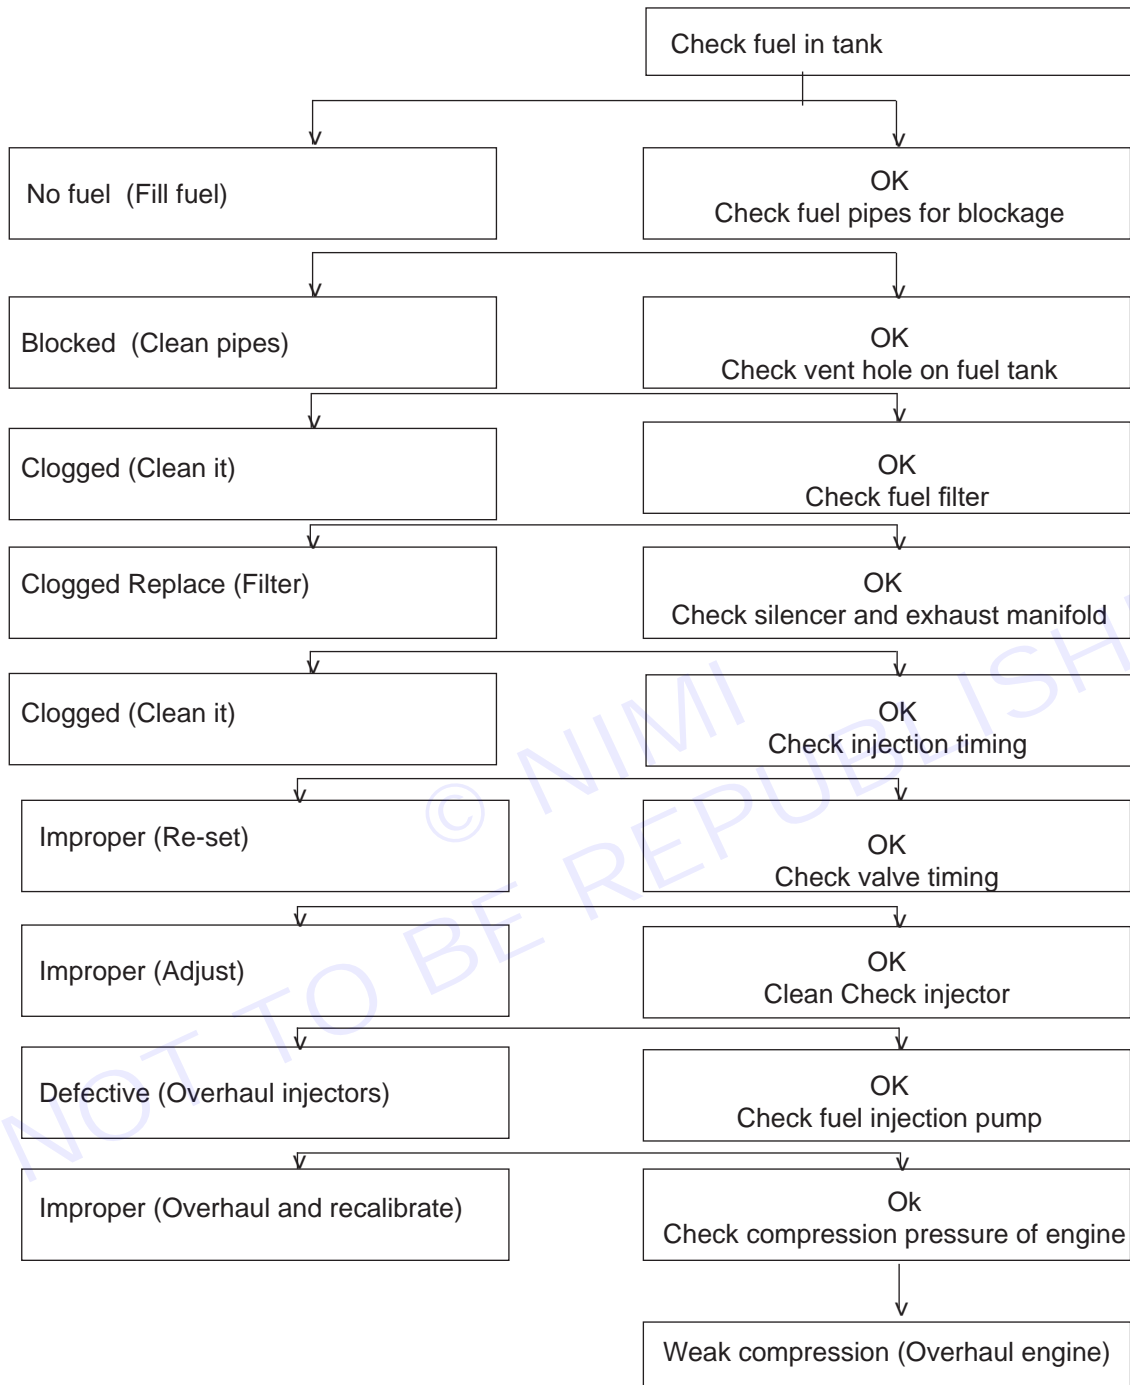 Check fuel in tank
No fuel (Fill fuel)
OK
Check fuel pipes for blockage
Blocked (Clean pipes)
OK
Check vent hole on fuel tank
Clogged (Clean it)
OK
Check fuel filter
Clogged Replace (Filter)
OK
Check silencer and exhaust manifold
Clogged (Clean it)
OK
Check injection timing
Improper (Re-set)
OK
Check valve timing
Improper (Adjust)
OK
Clean Check injector
Defective (Overhaul injectors)
OK
Check fuel injection pump
Improper (Overhaul and recalibrate)
Ok
Check compression pressure of engine
Weak compression (Overhaul engine)
© NIMI
NOT TO BE REPUBLISH